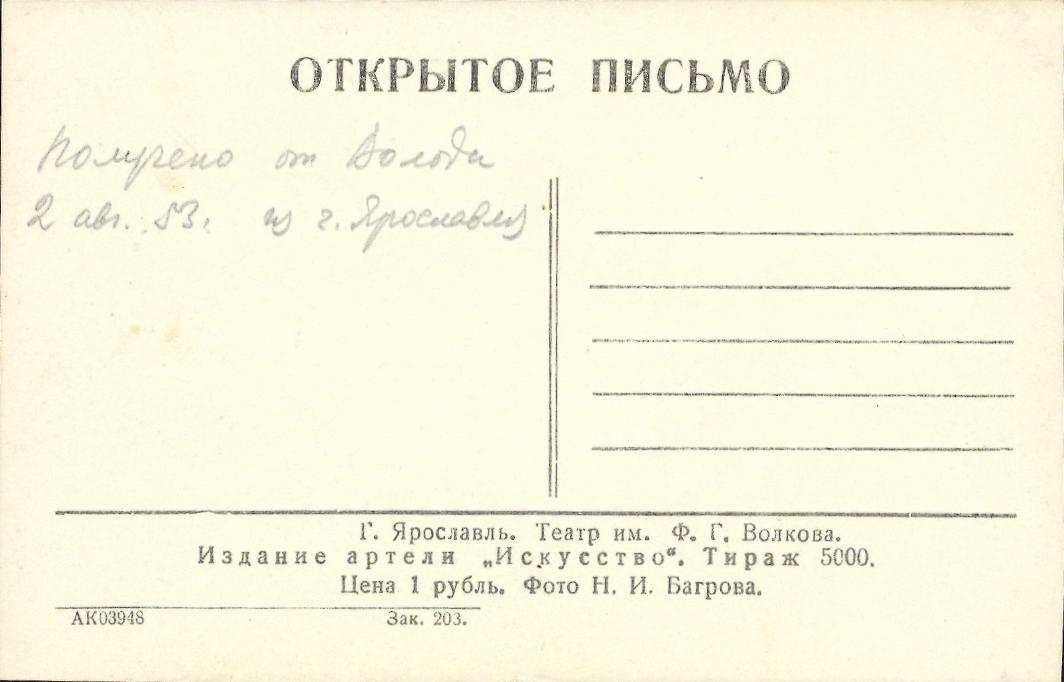 ОТКРЫТОЕ ПИСЬМО
Получено от Володи
2 авг. 53. из г. Ярославля
Г. Ярославль. Театр им. Ф. Г. Волкова.
Издание артели „Искусство“. Тираж 5000.
Цена 1 рубль. Фото Н. И. Багрова.
АК03948 Зак. 203.